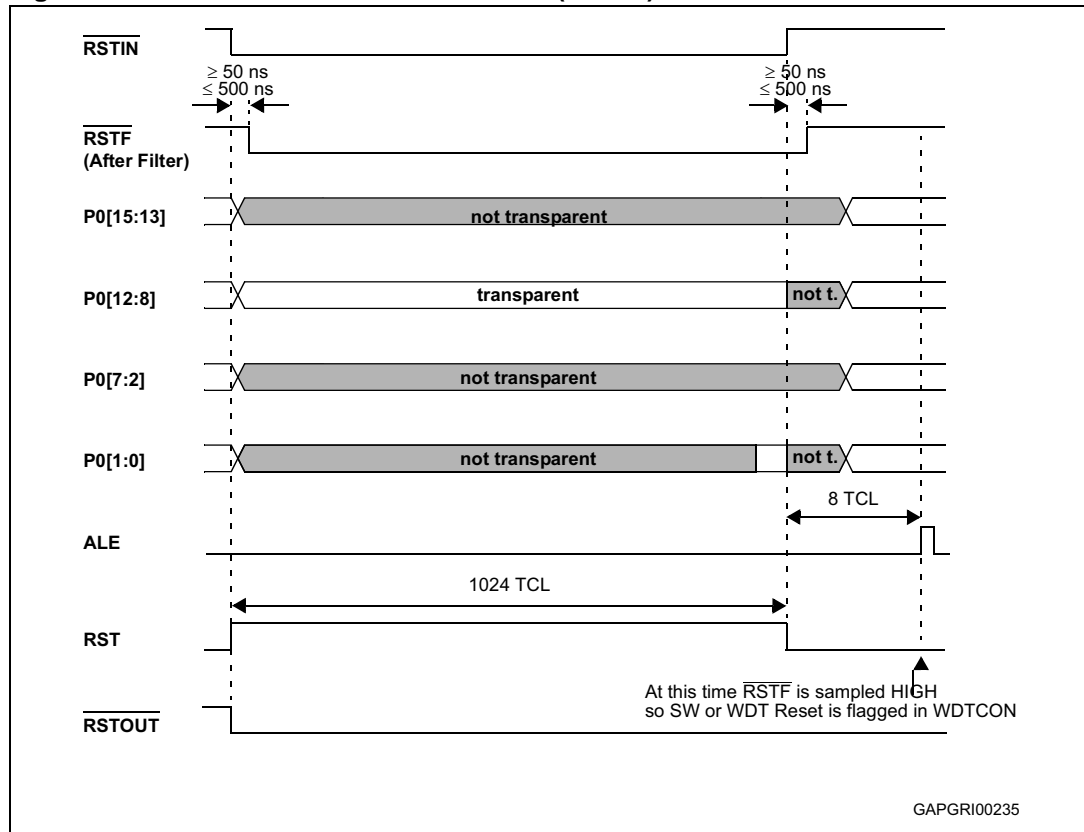 RSTIN
≥ 50 ns
≤ 500 ns
≥ 50 ns
≤ 500 ns
RSTF
(After Filter)
P0[15:13]
not transparent
P0[12:8]
transparent
not t.
P0[7:2]
not transparent
P0[1:0]
not transparent
not t.
8 TCL
ALE
1024 TCL
RST
At this time RSTF is sampled HIGH
so SW or WDT Reset is flagged in WDTCON
RSTOUT
GAPGRI00235